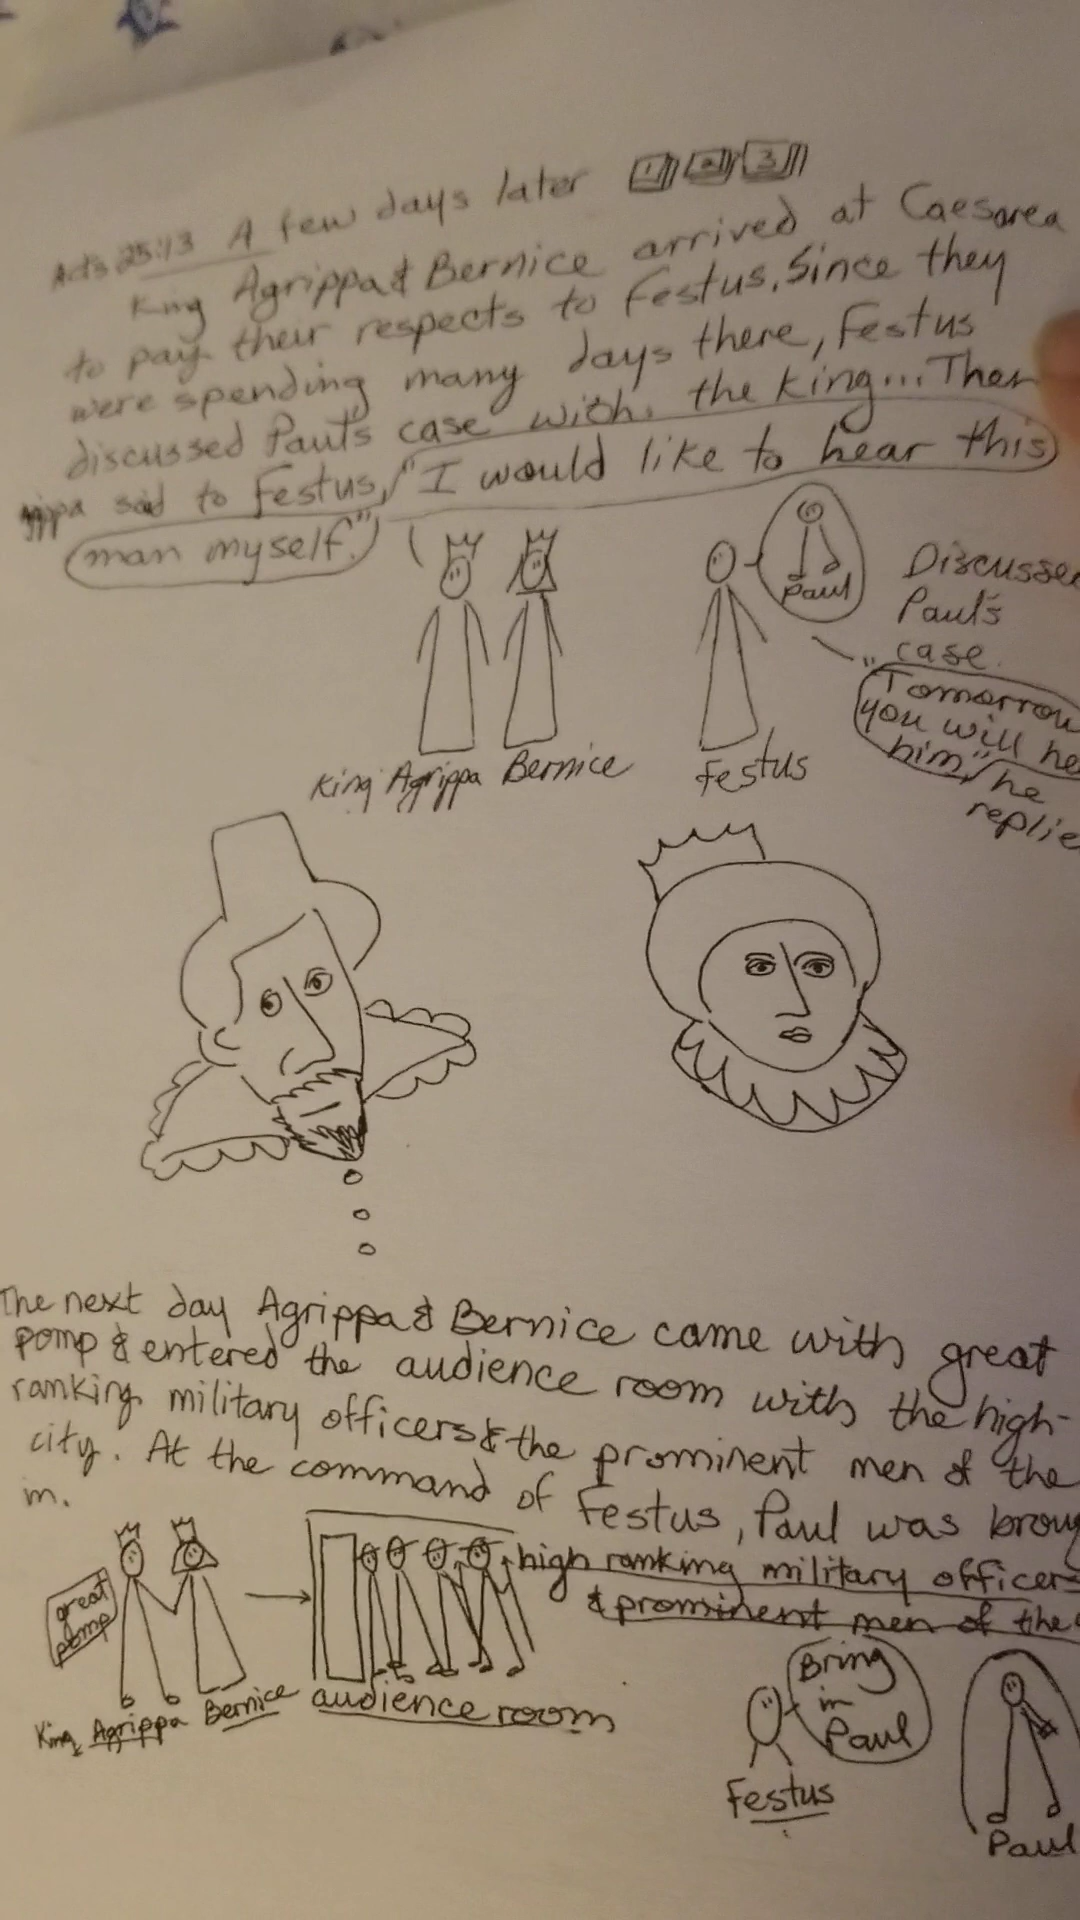 Acts 25:13 A few days later 1 2 3
King Agrippa & Bernice arrived at Caesarea
to pay their respects to Festus. Since they
were spending many days there, Festus
discussed Paul's case with the king... Then
said to Festus, "I would like to hear this
man myself."
Paul
Discusse
Paul's
case.
"Tomorrow
you will he
him," he
replie
King Agrippa Bernice
Festus
The next day Agrippa & Bernice came with great
pomp & entered the audience room with the high-
ranking military officers & the prominent men of the
city. At the command of Festus, Paul was broug
in.
great
pomp
high ranking military officers
& prominent men of the
King Agrippa Bernice
audience room
Bring
in
Paul
Festus
Paul